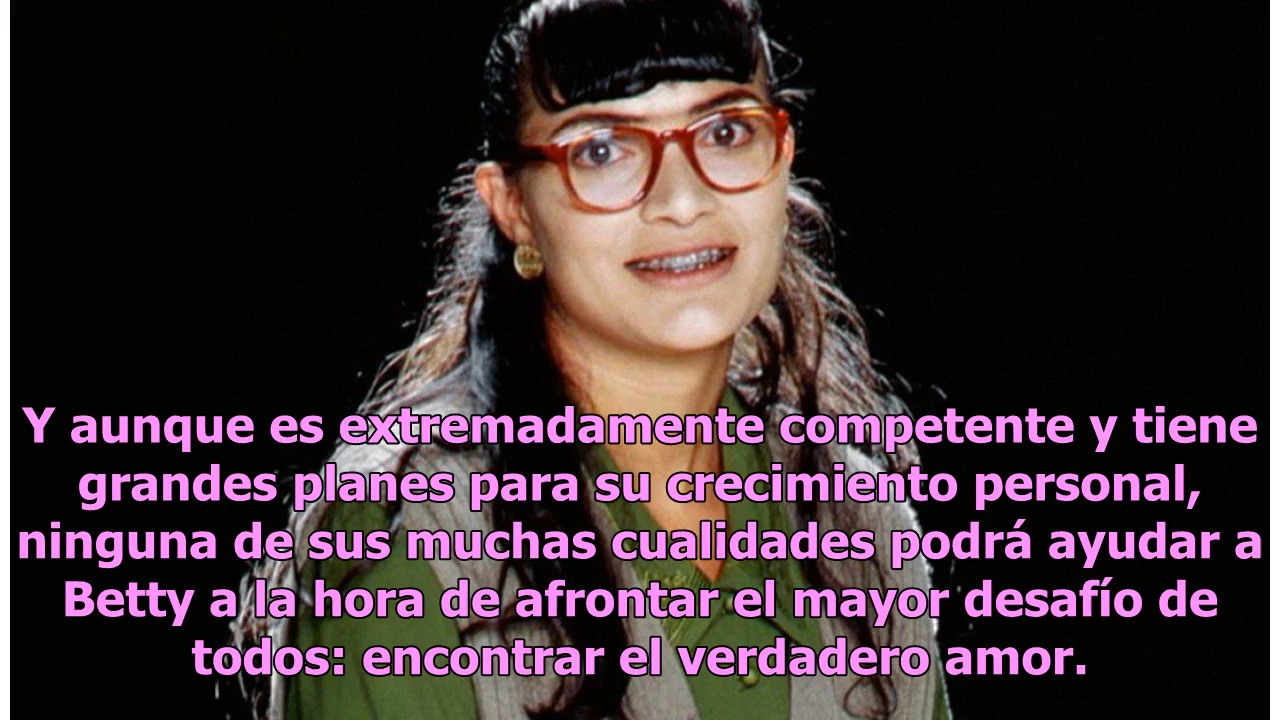 Y aunque es extremadamente competente y tiene
grandes planes para su crecimiento personal,
ninguna de sus muchas cualidades podrá ayudar a
Betty a la hora de afrontar el mayor desafío de
todos: encontrar el verdadero amor.